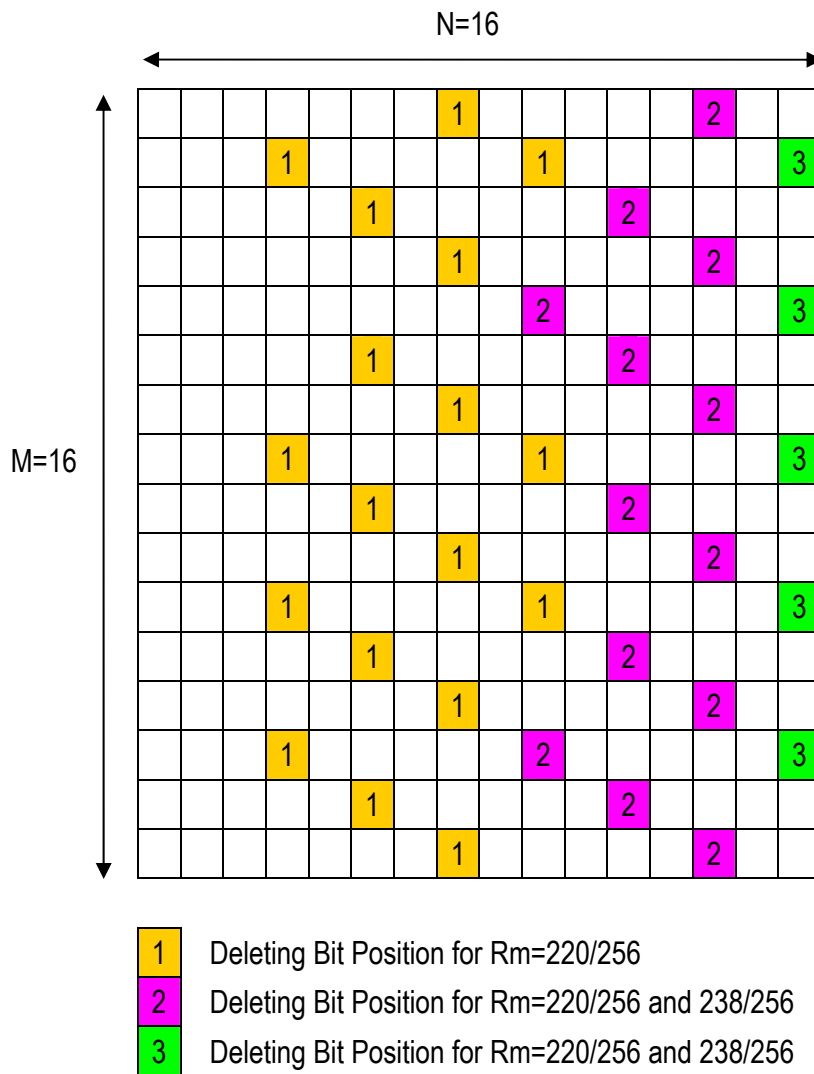 N=16
1 2
1 1 3
1 2
1 2
2 3
1 2
1 2
M=16 1 1 3
1 2
1 2
1 1 3
1 2
1 2
1 2 3
1 2
1 2
1 Deleting Bit Position for Rm=220/256
2 Deleting Bit Position for Rm=220/256 and 238/256
3 Deleting Bit Position for Rm=220/256 and 238/256